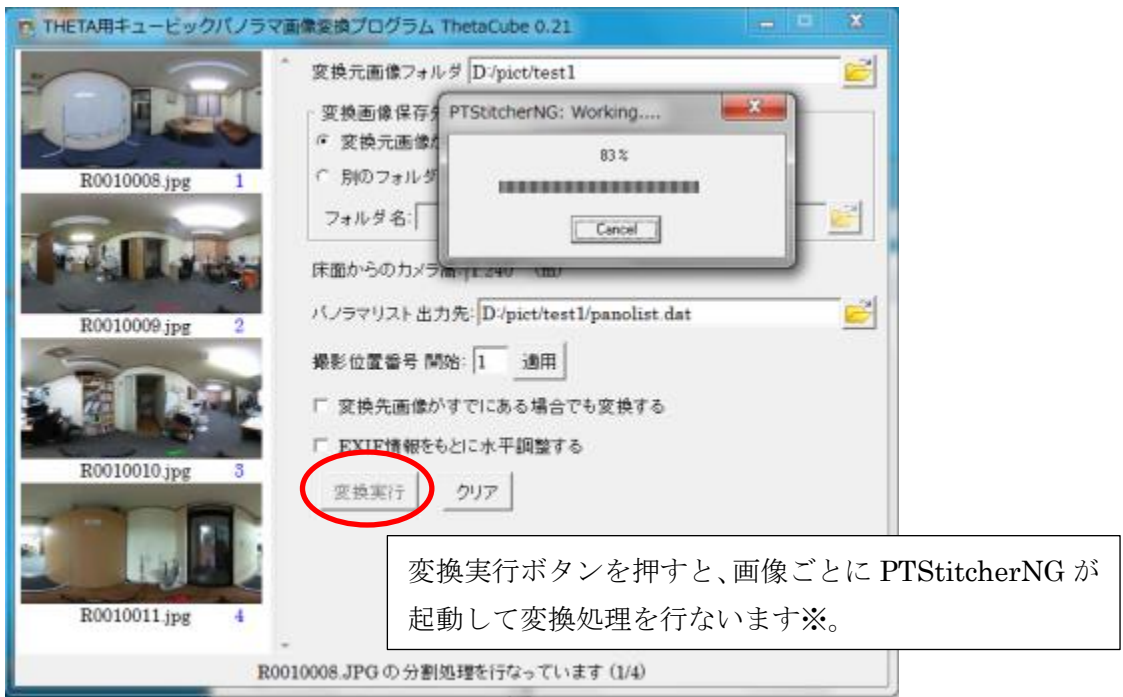 THETA用キュービックパノラマ画像変換プログラム ThetaCube 0.21
R0010008.jpg 1
R0010009.jpg 2
R0010010.jpg 3
R0010011.jpg 4
変換元画像フォルダ D:/pict/test1
変換画像保存先
変換元画像が
別のフォルダ
フォルダ名:
PTStitcherNG: Working....
83%
Cancel
床面からのカメラ高: 1.240 (m)
パノラマリスト出力先: D:/pict/test1/panolist.dat
撮影位置番号 開始: 1 適用
変換先画像がすでにある場合でも変換する
EXIF情報をもとに水平調整する
変換実行 クリア
変換実行ボタンを押すと、画像ごとに PTStitcherNG が
起動して変換処理を行ないます※。
R0010008.JPG の分割処理を行なっています (1/4)